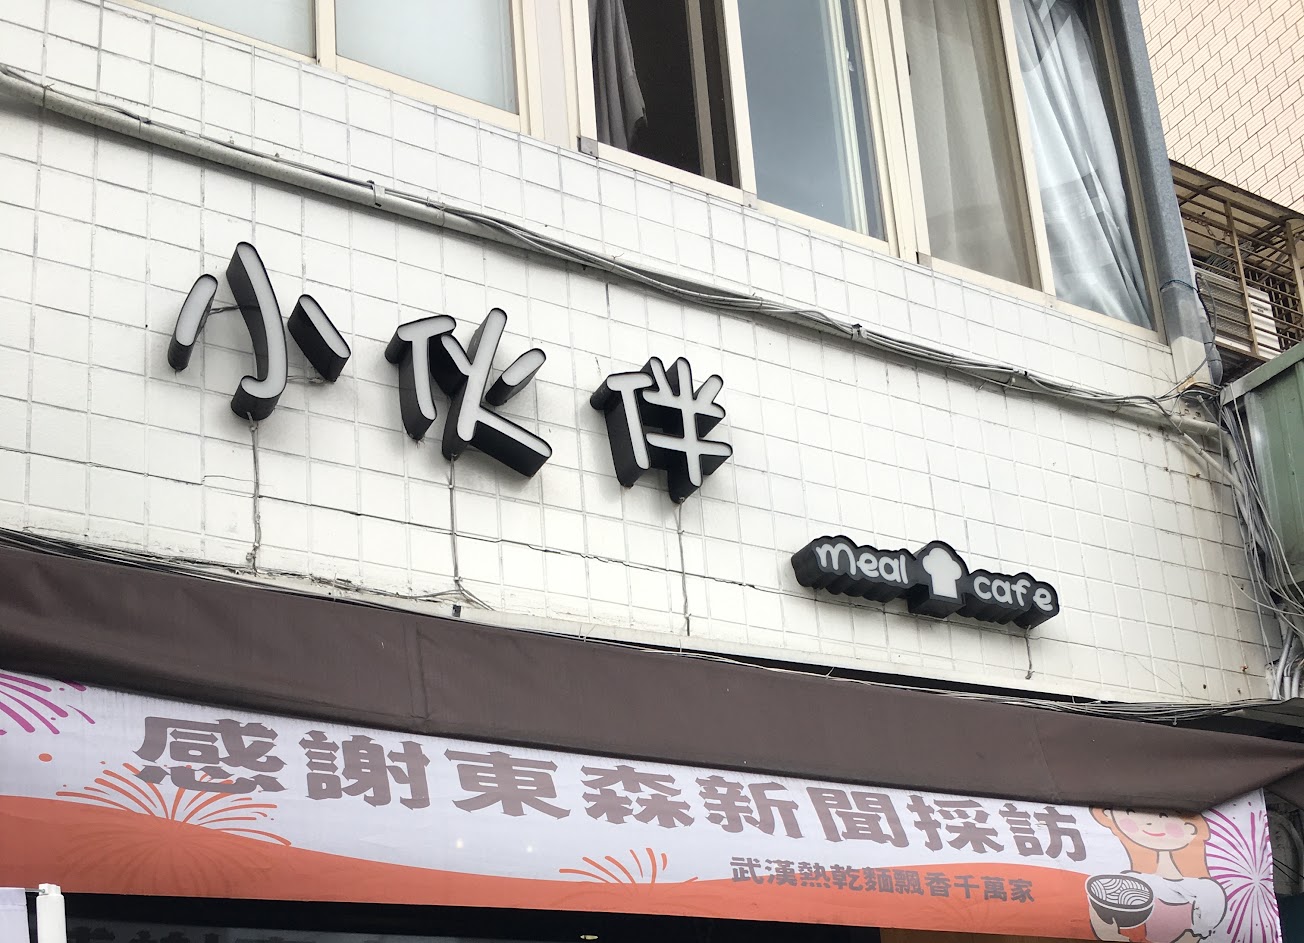 小伙伴
meal cafe
感謝東森新聞採訪
武漢熱乾麵飄香千萬家